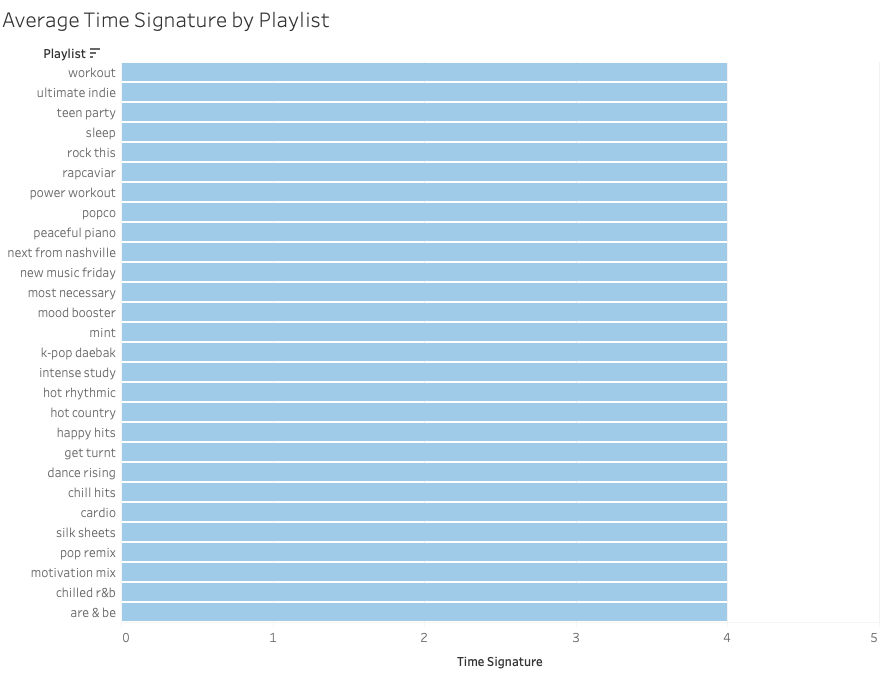 Average Time Signature by Playlist
Playlist
workout
ultimate indie
teen party
sleep
rock this
rapcaviar
power workout
popco
peaceful piano
next from nashville
new music friday
most necessary
mood booster
mint
k-pop daebak
intense study
hot rhythmic
hot country
happy hits
get turnt
dance rising
chill hits
cardio
silk sheets
pop remix
motivation mix
chilled r&b
are & be
0 1 2 3 4 5
Time Signature